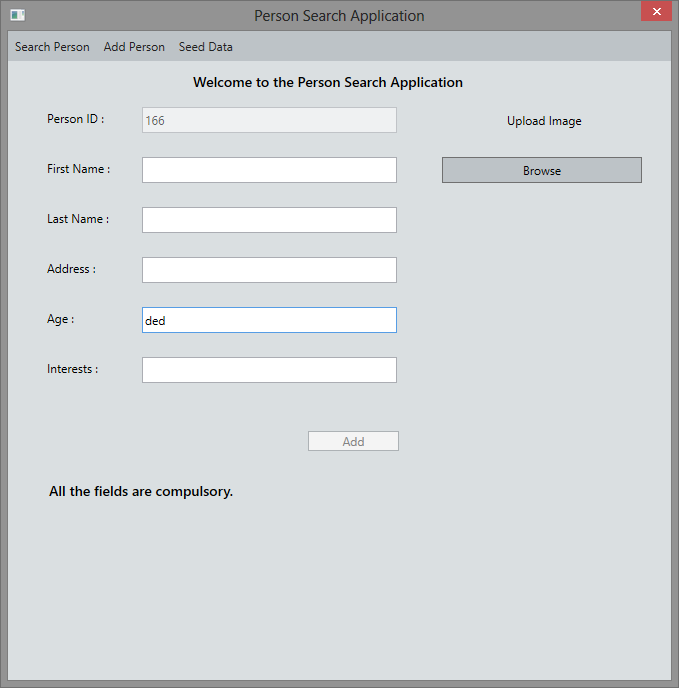 Person Search Application
Search Person Add Person Seed Data
Welcome to the Person Search Application
Person ID : 166 Upload Image
First Name : Browse
Last Name :
Address :
Age : ded
Interests :
Add
All the fields are compulsory.